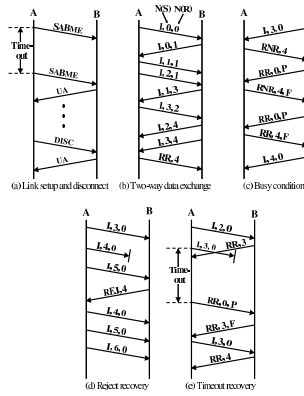 A B
SABME
Time-
out
SABME
UA
DISC
UA
(a) Link setup and disconnect
N(S) N(R)
A B
I, 0, 0
I, 0, 1
I, 1, 1
I, 2, 1
I, 1, 3
I, 3, 2
I, 2, 4
I, 3, 4
RR, 4
(b) Two-way data exchange
A
I, 3, 0
RNR, 4
RR, 0, P
RNR, 4, F
RR, 0, P
RR, 4, F
I, 4, 0
(c) Busy condition
A B
I, 3, 0
I, 4, 0
I, 5, 0
REJ, 4
I, 4, 0
I, 5, 0
I, 6, 0
(d) Reject recovery
A B
I, 2, 0
RR, 3
I, 3, 0
Time-
out
RR, 0, P
RR, 3, F
I, 3, 0
RR, 4
(e) Timeout recovery